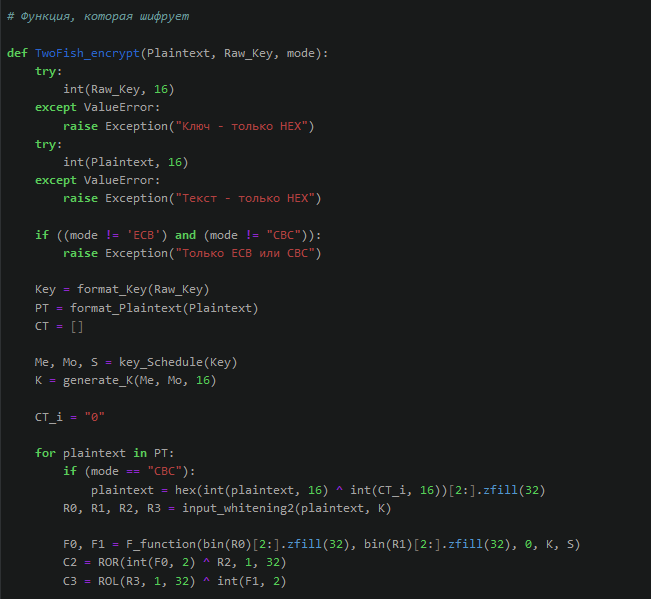 # Функция, которая шифрует
def TwoFish_encrypt(Plaintext, Raw_Key, mode):
try:
int(Raw_Key, 16)
except ValueError:
raise Exception("Ключ - только HEX")
try:
int(Plaintext, 16)
except ValueError:
raise Exception("Текст - только HEX")
if ((mode != 'ECB') and (mode != "CBC")):
raise Exception("Только ECB или CBC")
Key = format_Key(Raw_Key)
PT = format_Plaintext(Plaintext)
CT = []
Me, Mo, S = key_Schedule(Key)
K = generate_K(Me, Mo, 16)
CT_i = "0"
for plaintext in PT:
if (mode == "CBC"):
plaintext = hex(int(plaintext, 16) ^ int(CT_i, 16))[2:].zfill(32)
R0, R1, R2, R3 = input_whitening2(plaintext, K)
F0, F1 = F_function(bin(R0)[2:].zfill(32), bin(R1)[2:].zfill(32), 0, K, S)
C2 = ROR(int(F0, 2) ^ R2, 1, 32)
C3 = ROL(R3, 1, 32) ^ int(F1, 2)